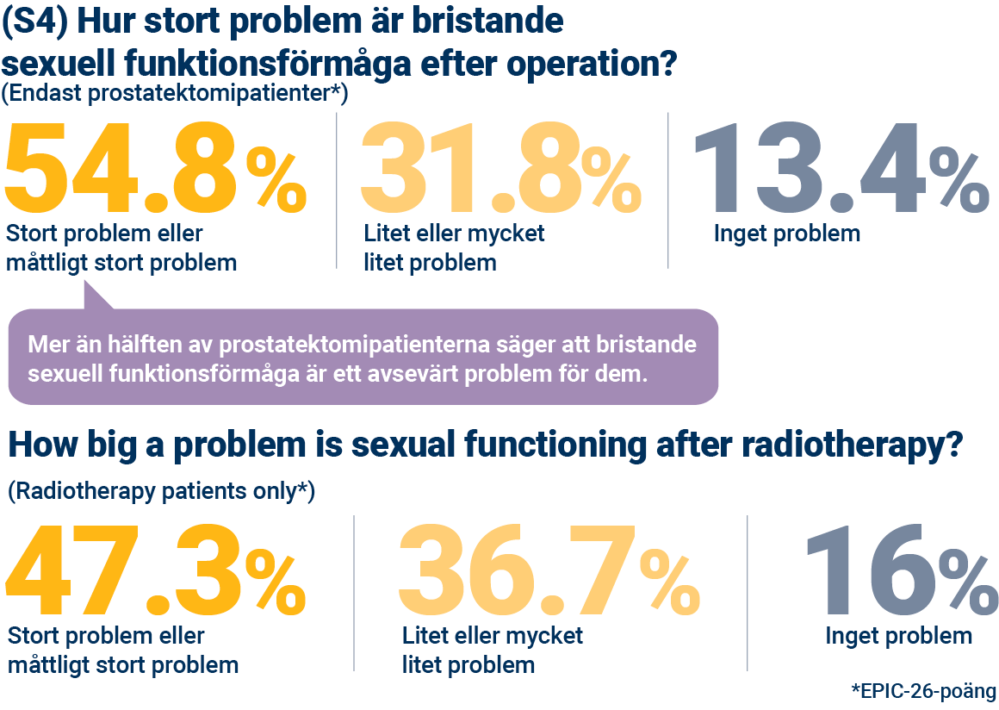 (S4) Hur stort problem är bristande
sexuell funktionsförmåga efter operation?
(Endast prostatektomipatienter*)
54.8%
Stort problem eller
måttligt stort problem
31.8%
Litet eller mycket
litet problem
13.4%
Inget problem
Mer än hälften av prostatektomipatienterna säger att bristande
sexuell funktionsförmåga är ett avsevärt problem för dem.
How big a problem is sexual functioning after radiotherapy?
(Radiotherapy patients only*)
47.3%
Stort problem eller
måttligt stort problem
36.7%
Litet eller mycket
litet problem
16%
Inget problem
*EPIC-26-poäng